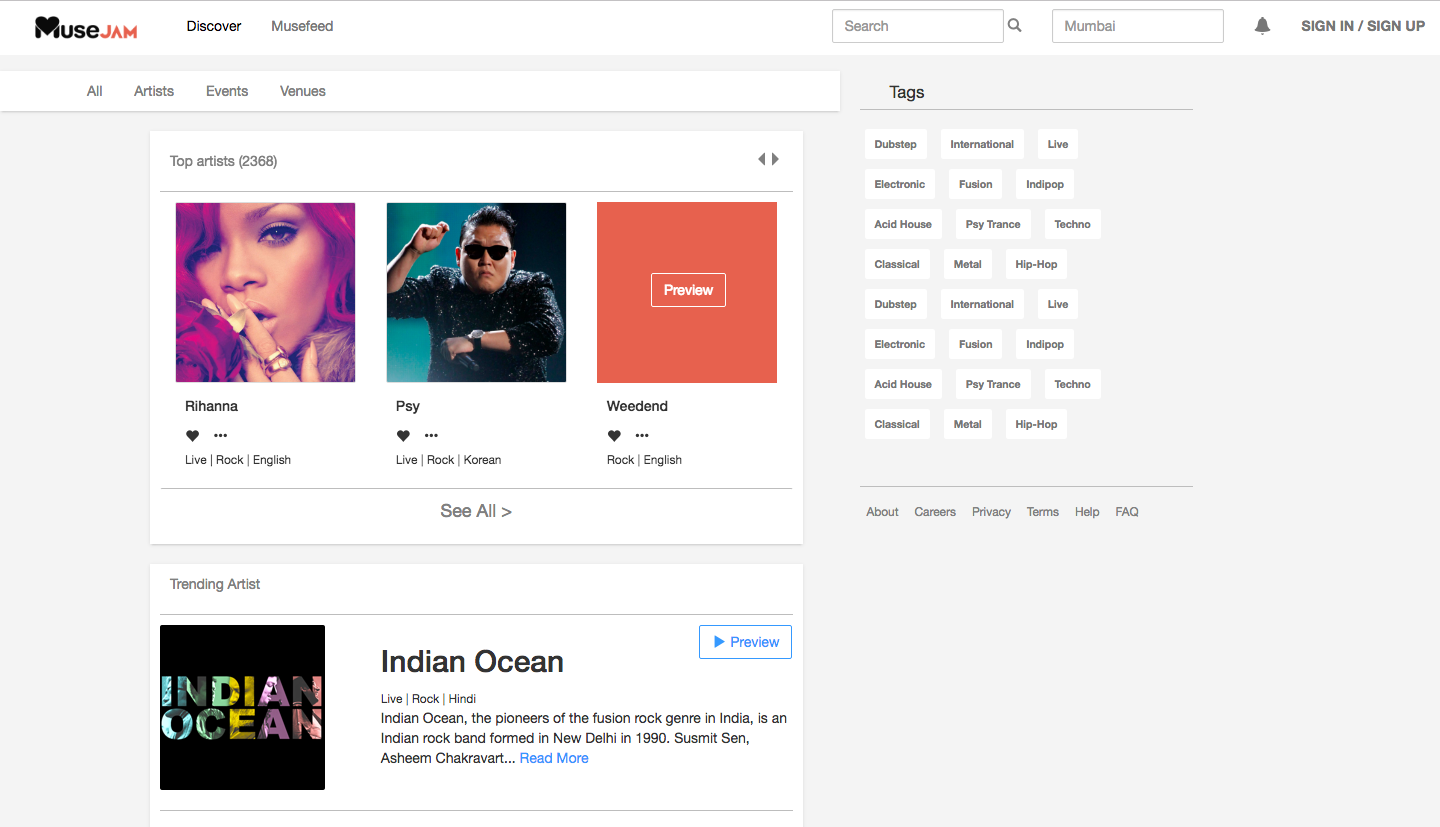 MUSEJAM Discover Musefeed Search Mumbai SIGN IN / SIGN UP
All Artists Events Venues
Top artists (2368)
Preview
Rihanna Psy Weedend
Live | Rock | English Live | Rock | Korean Rock | English
See All >
Trending Artist
INDIAN
OCEAN
Preview
Indian Ocean
Live | Rock | Hindi
Indian Ocean, the pioneers of the fusion rock genre in India, is an
Indian rock band formed in New Delhi in 1990. Susmit Sen,
Asheem Chakravart... Read More
Tags
Dubstep International Live
Electronic Fusion Indipop
Acid House Psy Trance Techno
Classical Metal Hip-Hop
Dubstep International Live
Electronic Fusion Indipop
Acid House Psy Trance Techno
Classical Metal Hip-Hop
About Careers Privacy Terms Help FAQ